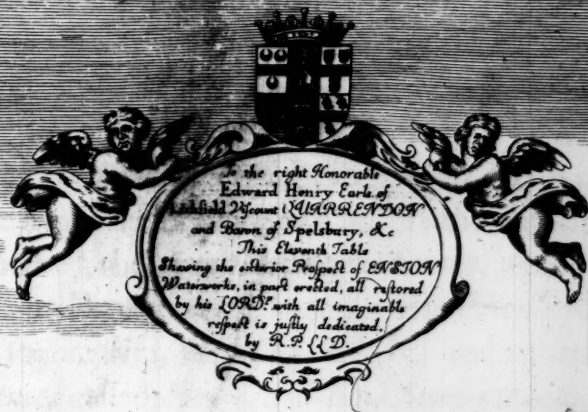 To the right Honorable
Edward Henry Earle of
Litchfield Viscount QUARRENDON
and Baron of Spelsbury, &c
This Eleventh Table
Shewing the exterior Prospect of ENSTON
Waterworks, in part erected, all restored
by his LORDP. with all imaginable
respect is justly dedicated.
by R.P. LLD.